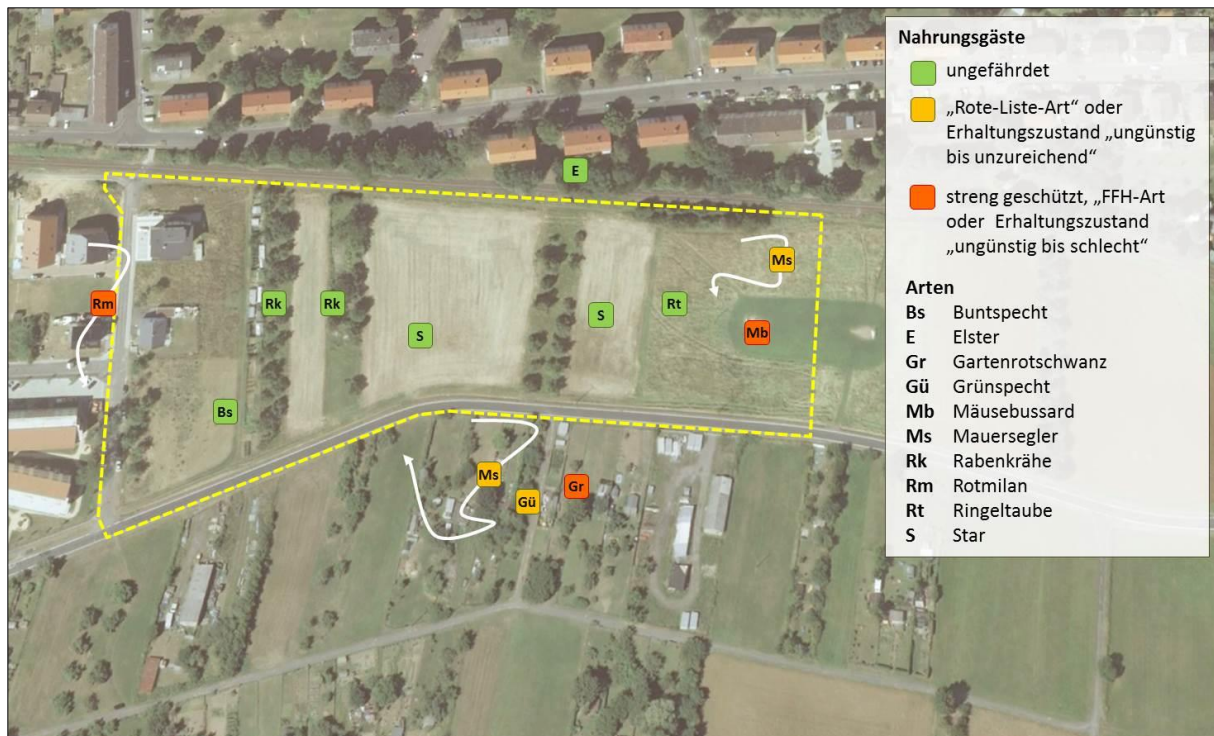 Nahrungsgäste
ungefährdet
„Rote-Liste-Art“ oder
Erhaltungszustand „ungünstig
bis unzureichend“
streng geschützt, „FFH-Art
oder Erhaltungszustand
„ungünstig bis schlecht“
Arten
Bs Buntspecht
E Elster
Gr Gartenrotschwanz
Gü Grünspecht
Mb Mäusebussard
Ms Mauersegler
Rk Rabenkrähe
Rm Rotmilan
Rt Ringeltaube
S Star
E
Ms
Rm
Rk
Rk
Rt
S
S
Mb
Bs
Ms
Gü
Gr